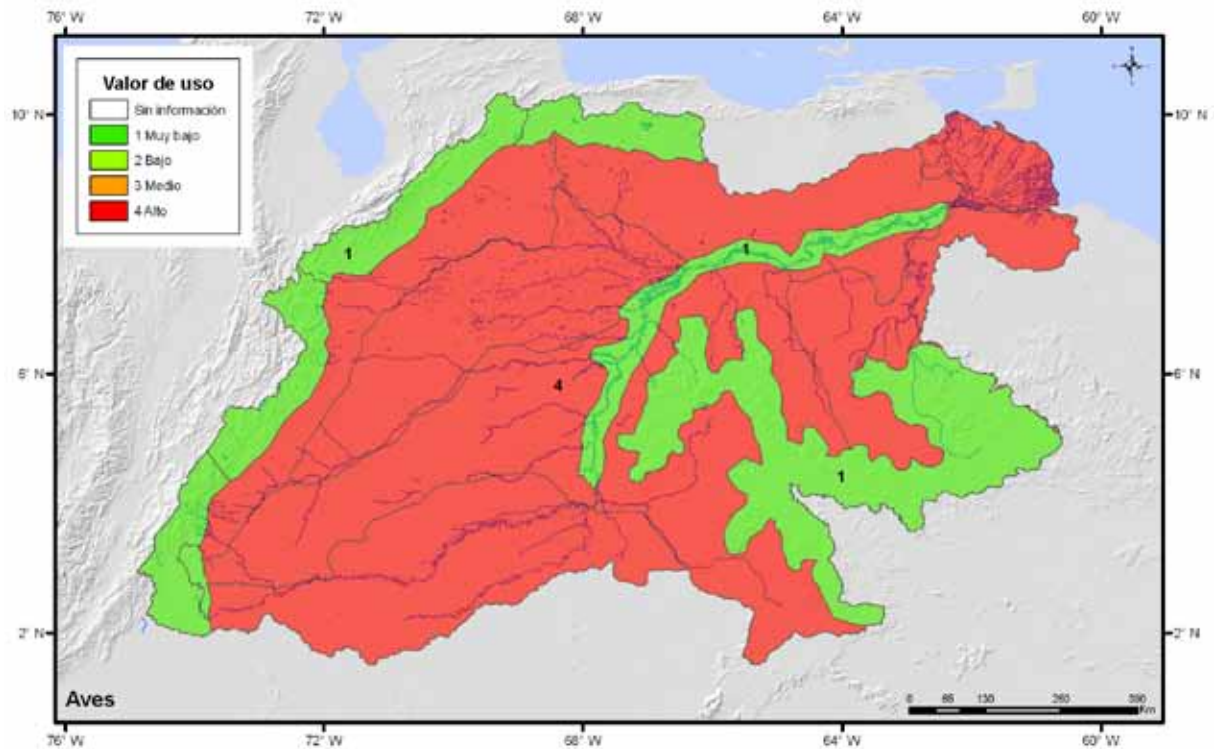 76° W 72° W 68° W 64° W 60° W
Valor de uso
Sin información
1 Muy bajo
2 Bajo
3 Medio
4 Alto
10° N 10° N
1 1
6° N 4 6° N
1
2° N 2° N
Aves
0 65 130 260 390
Km
76° W 72° W 68° W 64° W 60° W